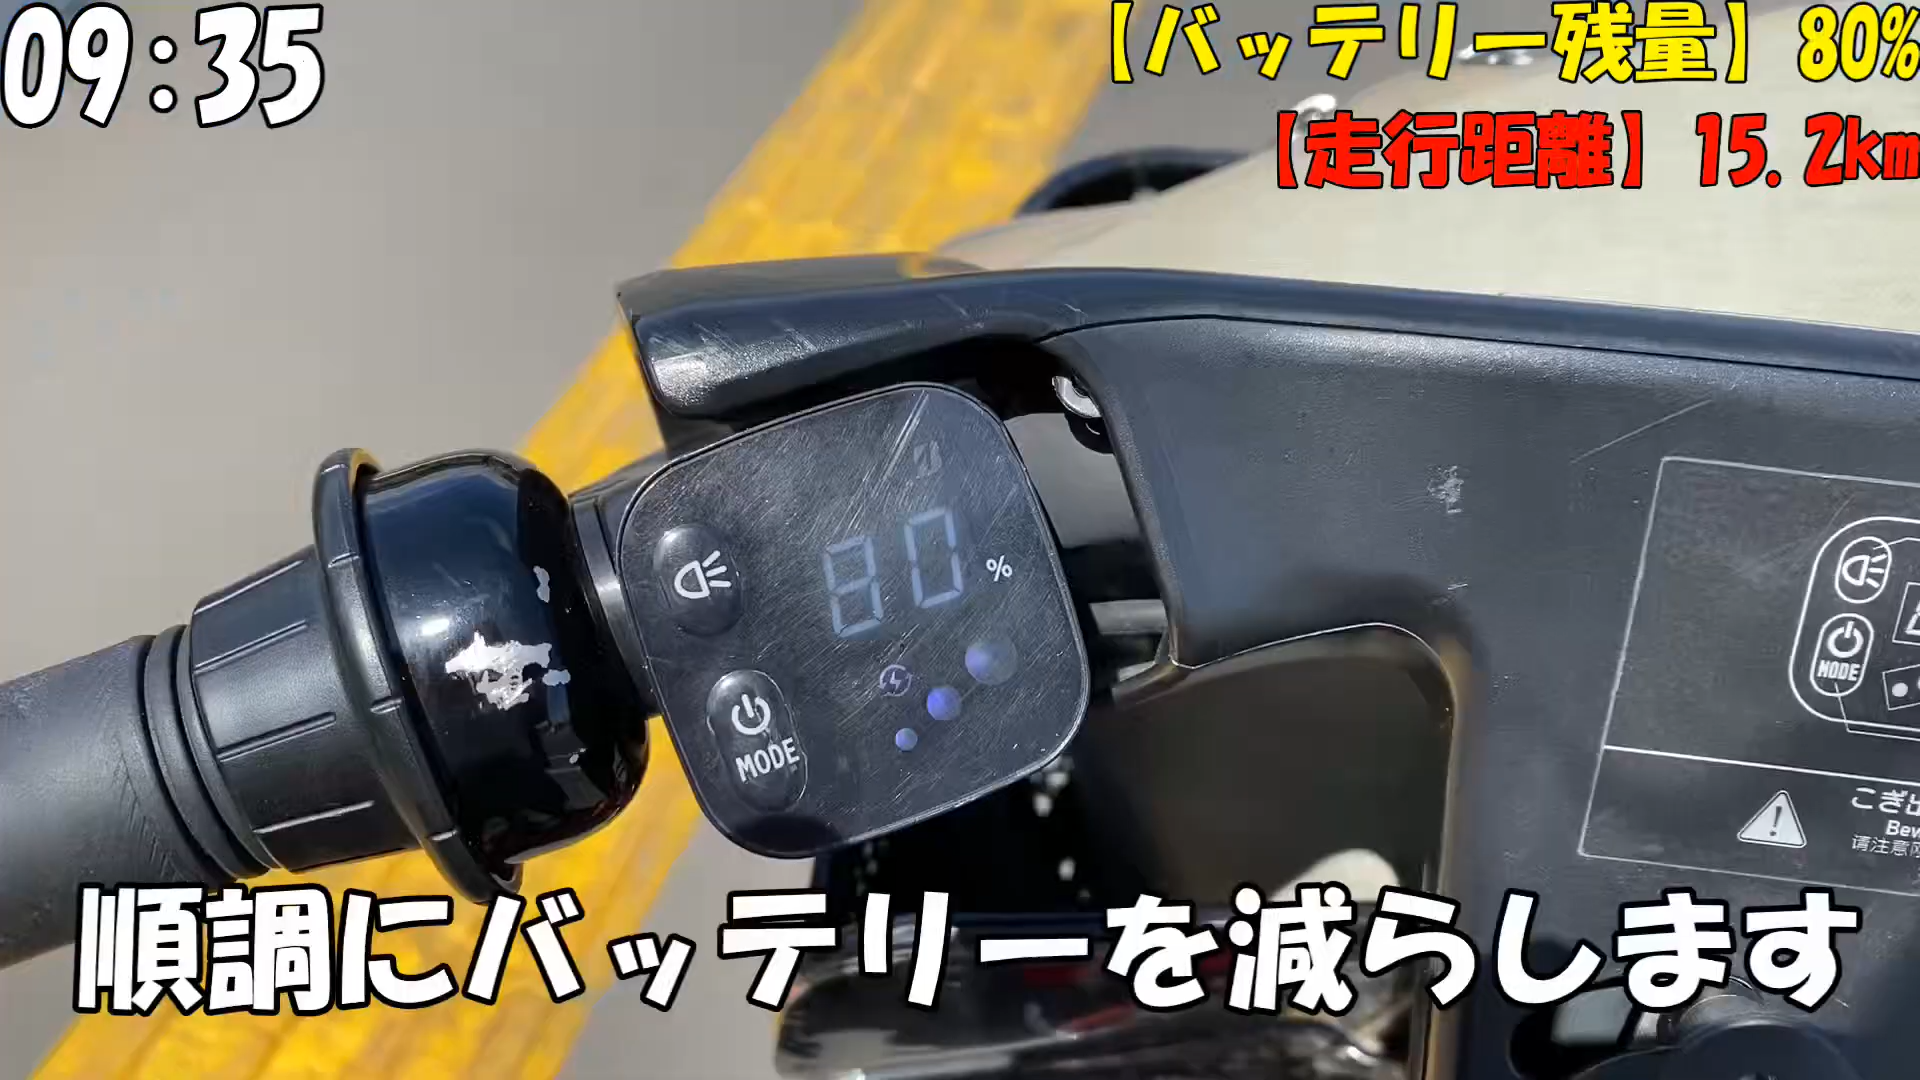 09:35
【バッテリー残量】80%
【走行距離】15.2km
80%
MODE
MODE
こぎ出
Bew
请注意
順調にバッテリーを減らします